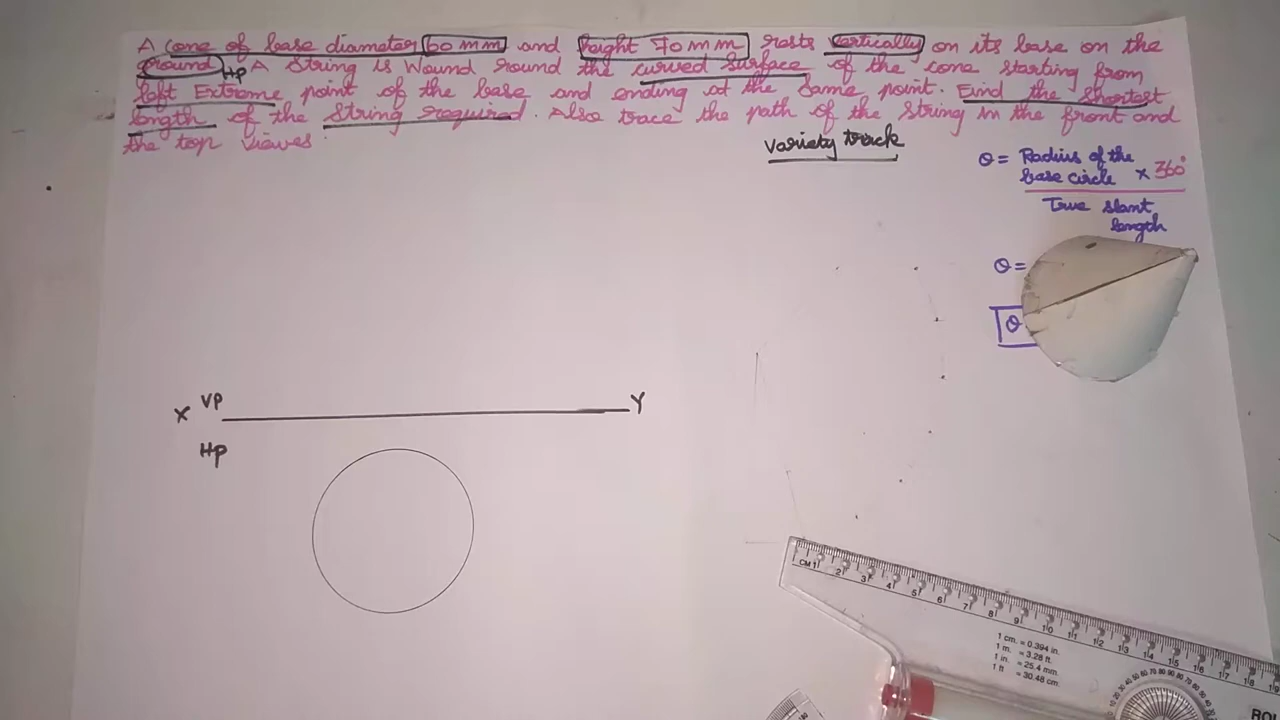 A cone of base diameter 60 mm and height 70 mm rests vertically on its base on the
ground HP A string is wound round the curved surface of the cone starting from
left Extreme point of the base and ending at the same point. Find the shortest
length of the string required. Also trace the path of the string in the front and
the top views
variety track
θ = Radius of the
base circle × 360°
True slant
length
θ =
θ
X VP Y
HP
CM 1 2 3 4 5 6 7 8 9 10 11 12 13 14 15 16 17 18 19
1 cm. = 0.394 in.
1 m. = 3.28 ft.
1 in. = 25.4 mm
1 ft = 30.48 cm